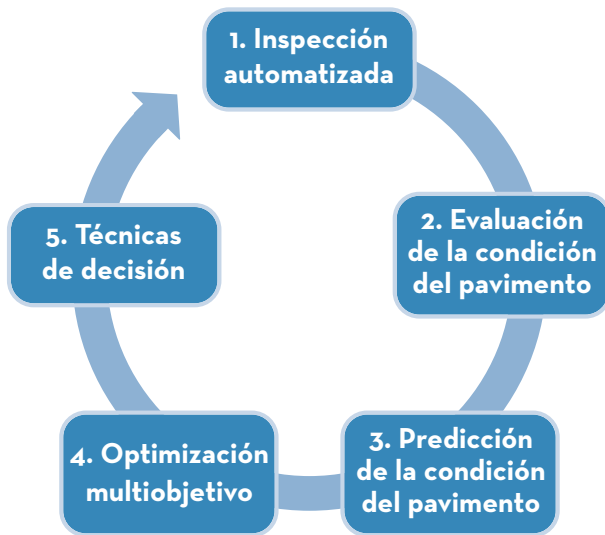 1. Inspección
automatizada
2. Evaluación
de la condición
del pavimento
3. Predicción
de la condición
del pavimento
4. Optimización
multiobjetivo
5. Técnicas
de decisión